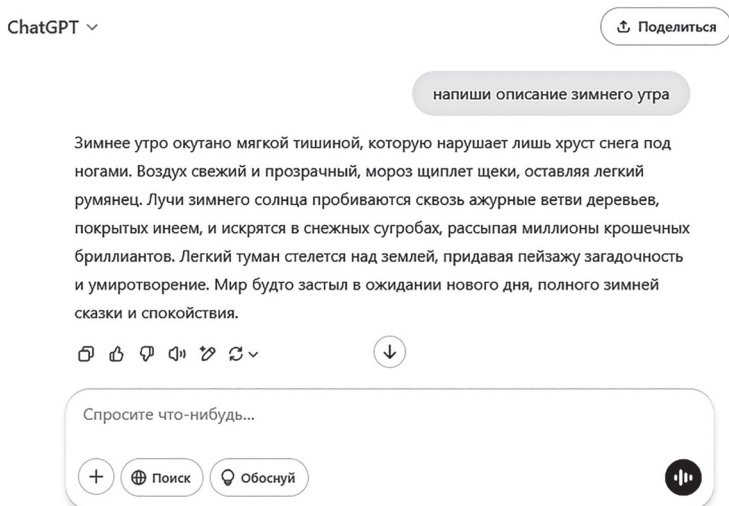 ChatGPT
Поделиться
напиши описание зимнего утра
Зимнее утро окутано мягкой тишиной, которую нарушает лишь хруст снега под
ногами. Воздух свежий и прозрачный, мороз щиплет щеки, оставляя легкий
румянец. Лучи зимнего солнца пробиваются сквозь ажурные ветви деревьев,
покрытых инеем, и искрятся в снежных сугробах, рассыпая миллионы крошечных
бриллиантов. Легкий туман стелется над землей, придавая пейзажу загадочность
и умиротворение. Мир будто застыл в ожидании нового дня, полного зимней
сказки и спокойствия.
Спросите что-нибудь...
Поиск
Обоснуй